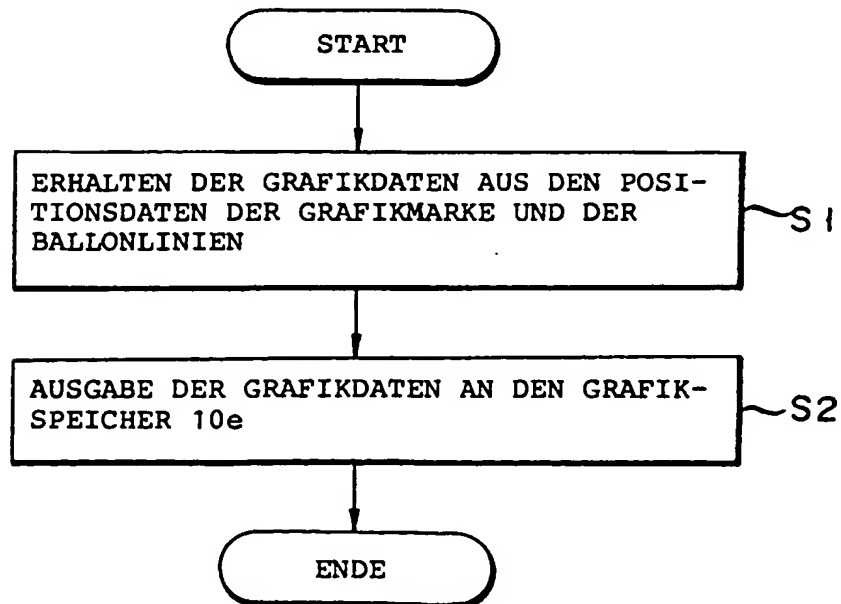 START
ERHALTEN DER GRAFIKDATEN AUS DEN POSI-
TIONSDATEN DER GRAFIKMARKE UND DER
BALLONLINIEN
S1
AUSGABE DER GRAFIKDATEN AN DEN GRAFIK-
SPEICHER 10e
S2
ENDE